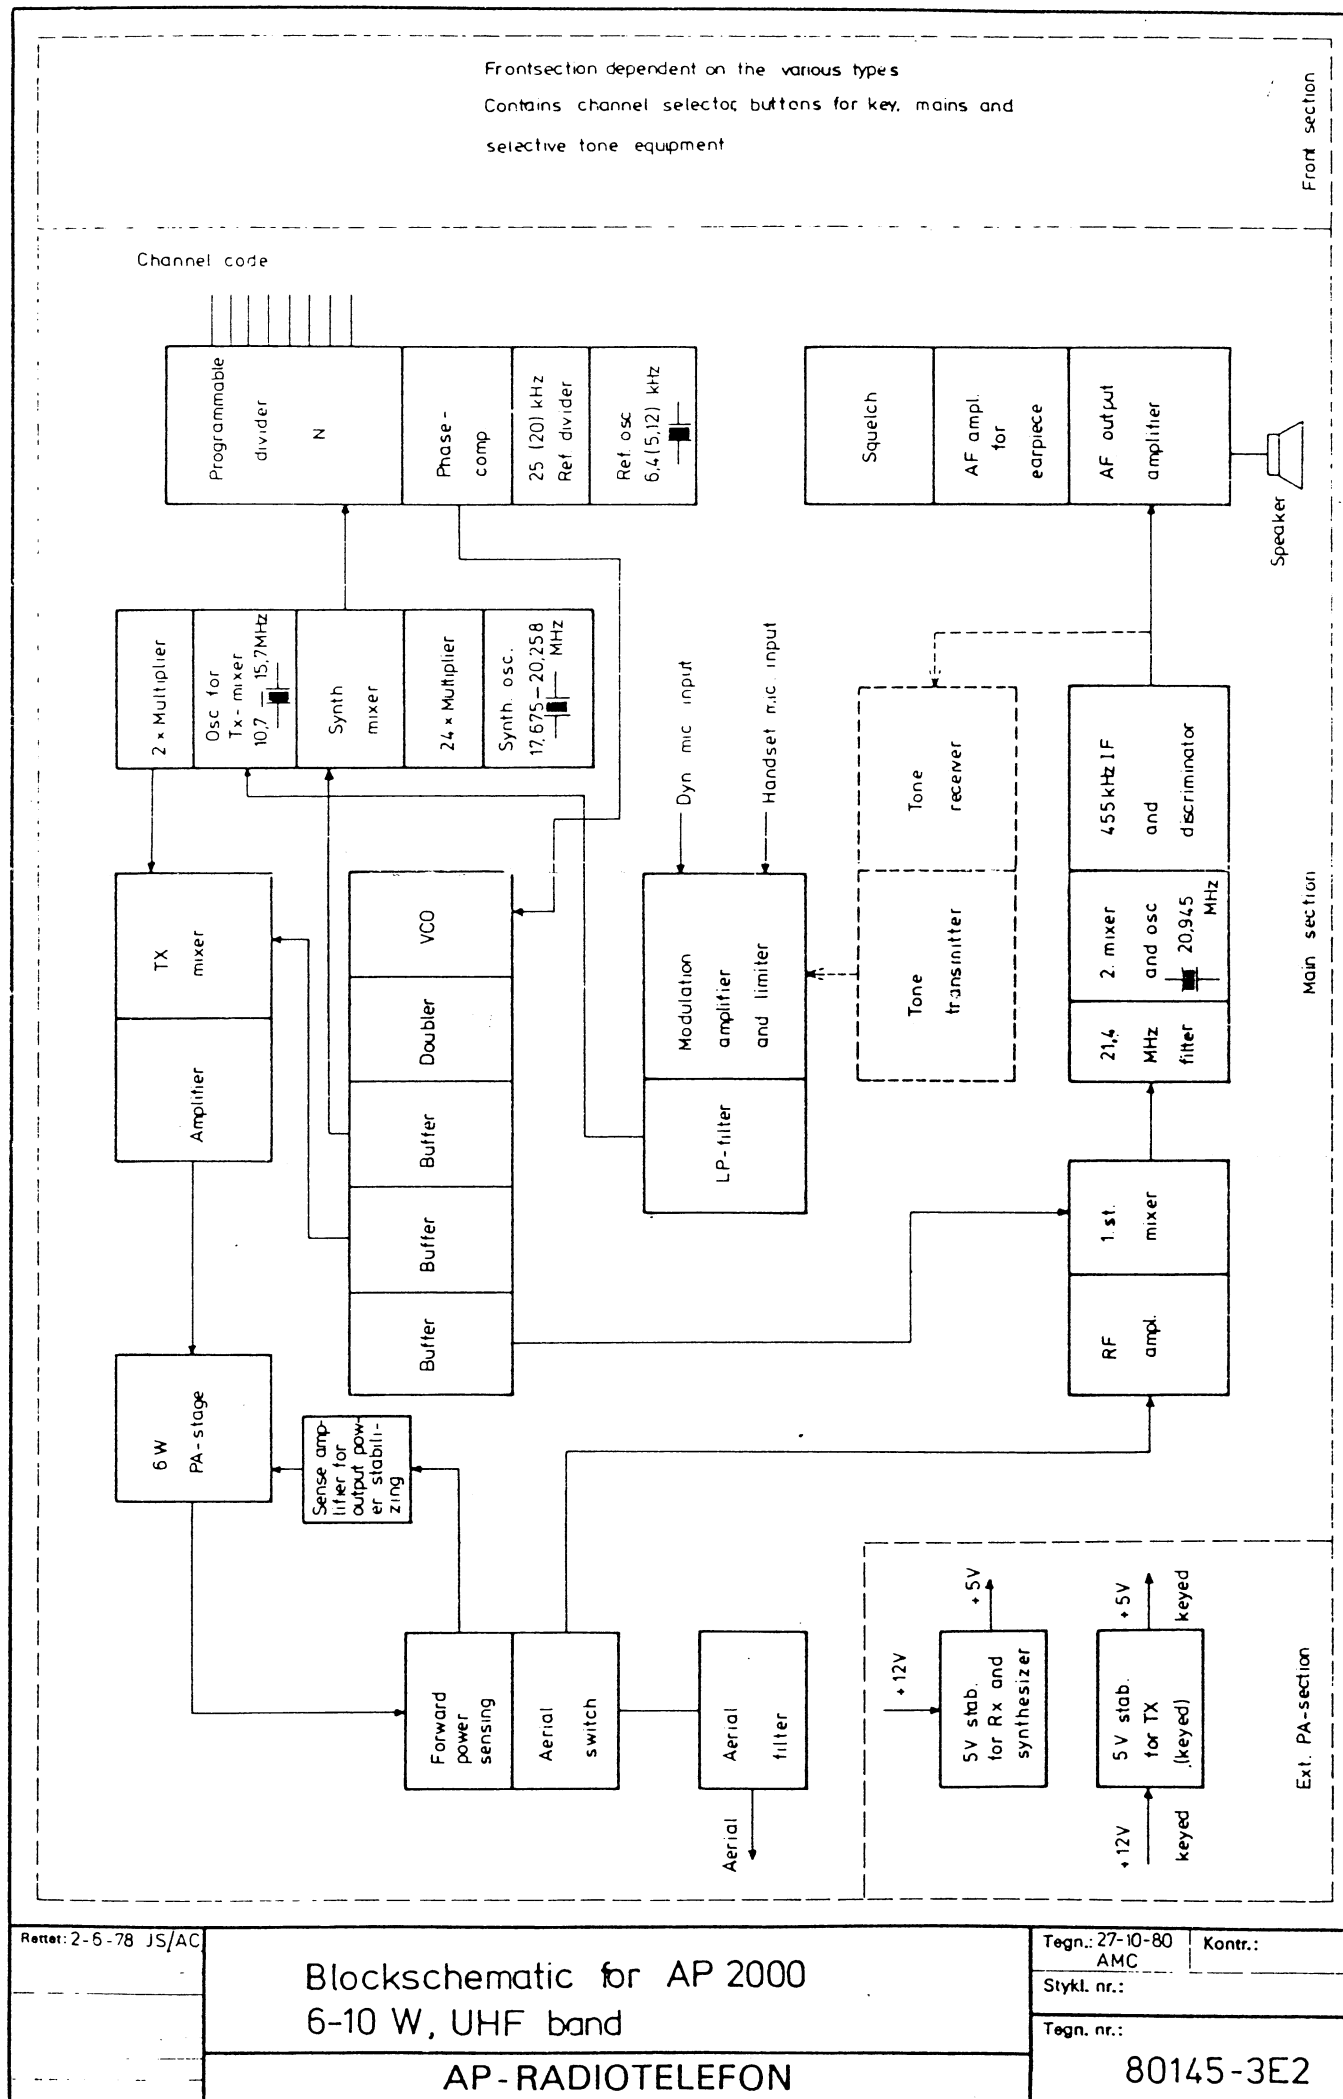 Frontsection dependent on the various types
Contains channel selector, buttons for key, mains and
selective tone equipment
Front section
Channel code
Programmable
divider
N
Phase-
comp
25 (20) kHz
Ref divider
Ref. osc
6,4(5,12) kHz
Squelch
AF ampl.
for
earpiece
AF output
amplifier
Speaker
2 x Multiplier
Osc for
Tx-mixer
10,7 — 15,7MHz
Synth
mixer
24 x Multiplier
Synth. osc.
17,675 — 20,258
MHz
Dyn mic input
Handset mic. input
Tone
receiver
455 kHz IF
and
discriminator
TX
mixer
Amplifier
VCO
Doubler
Buffer
Buffer
Buffer
Modulation
amplifier
and limiter
LP-filter
Tone
transmitter
2. mixer
and osc
20,945
MHz
21,4
MHz
filter
Main section
1.st.
mixer
RF
ampl.
6 W
PA-stage
Sense amp-
lifier for
output pow-
er stabili-
zing
Forward
power
sensing
Aerial
switch
Aerial
filter
Aerial
+12V
5V stab.
for Rx and
synthesizer
+5V
+12V
keyed
5V stab.
for TX
(keyed)
+5V
keyed
Ext. PA-section
Rettet: 2-6-78 JS/AC
Blockschematic for AP 2000
6-10 W, UHF band
AP-RADIOTELEFON
Tegn.: 27-10-80
AMC
Kontr.:
Stykl. nr.:
Tegn. nr.:
80145-3E2